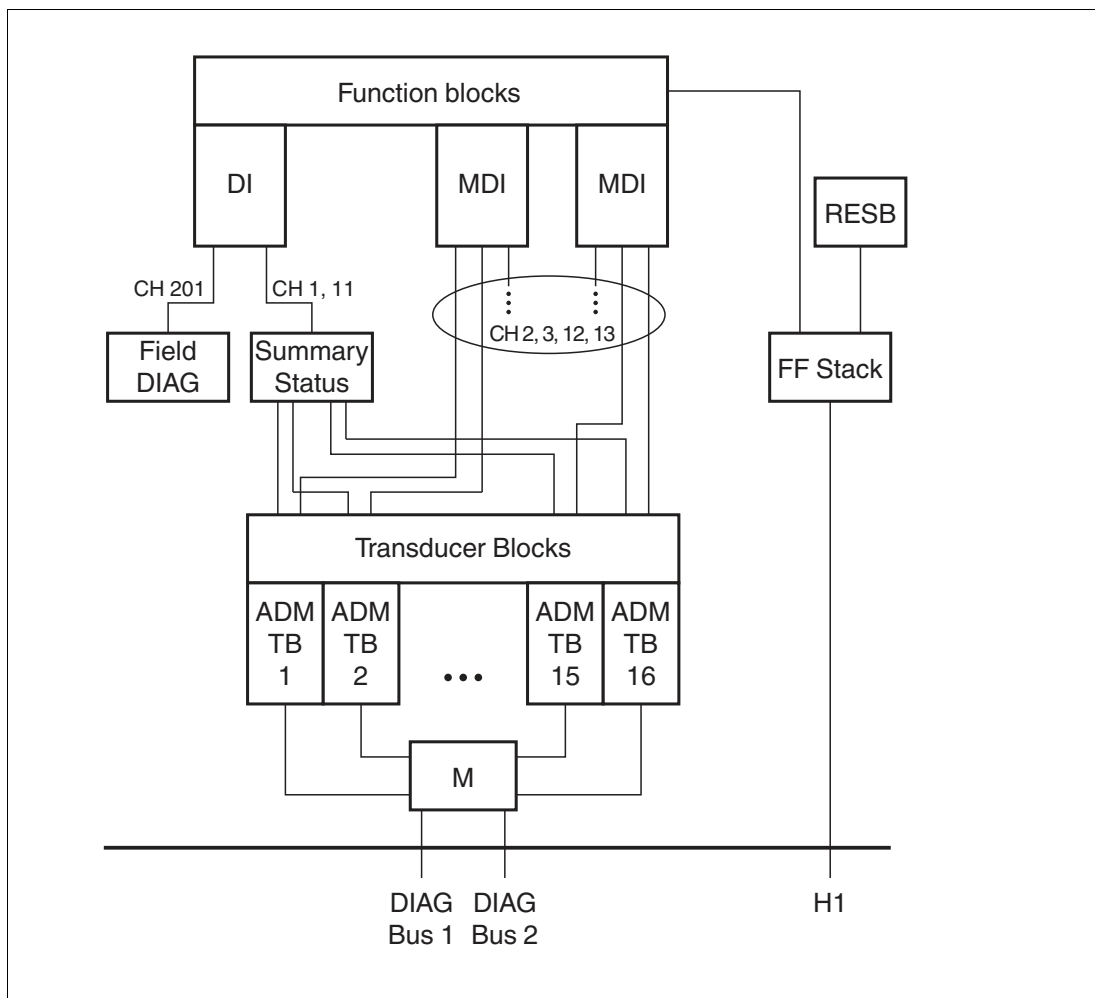 Function blocks
DI
MDI
MDI
RESB
CH 201
CH 1, 11
CH 2, 3, 12, 13
Field
DIAG
Summary
Status
FF Stack
Transducer Blocks
ADM
TB
1
ADM
TB
2
...
ADM
TB
15
ADM
TB
16
M
DIAG
Bus 1
DIAG
Bus 2
H1